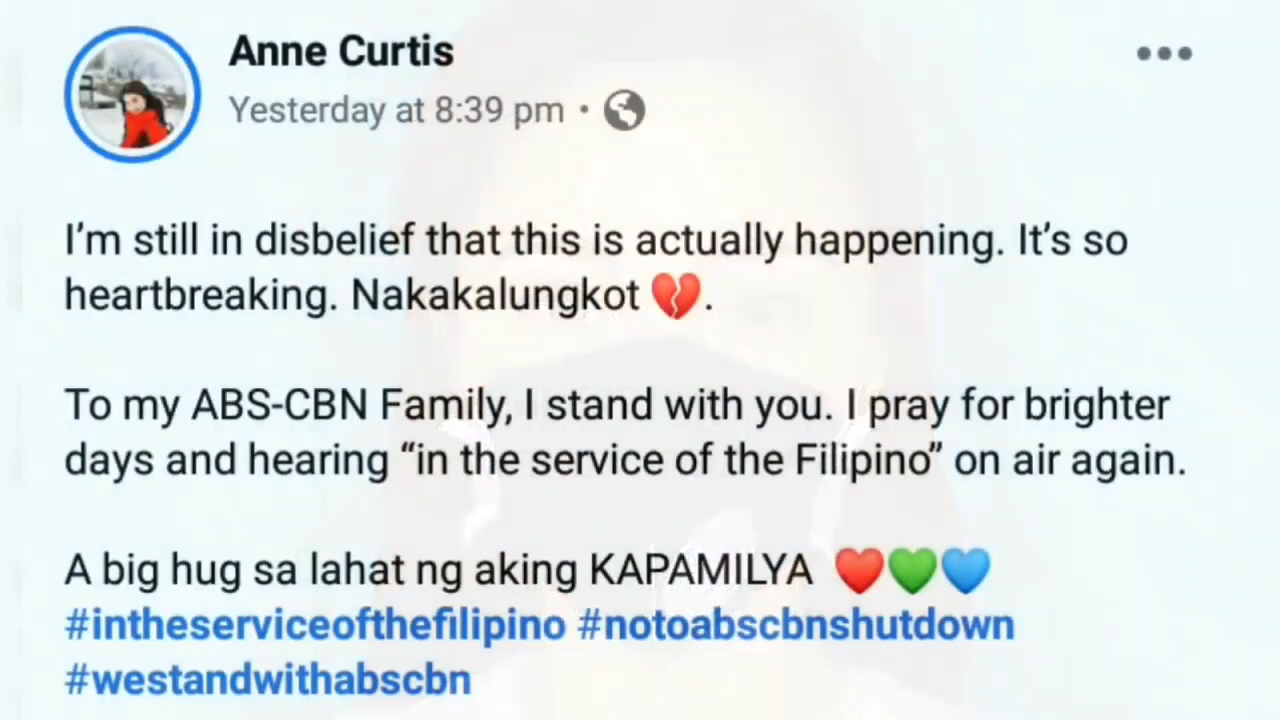 Anne Curtis
Yesterday at 8:39 pm ·
I’m still in disbelief that this is actually happening. It’s so
heartbreaking. Nakakalungkot 💔.
To my ABS-CBN Family, I stand with you. I pray for brighter
days and hearing “in the service of the Filipino” on air again.
A big hug sa lahat ng aking KAPAMILYA ❤️💚💙
#intheserviceofthefilipino #notoabscbnshutdown
#westandwithabscbn